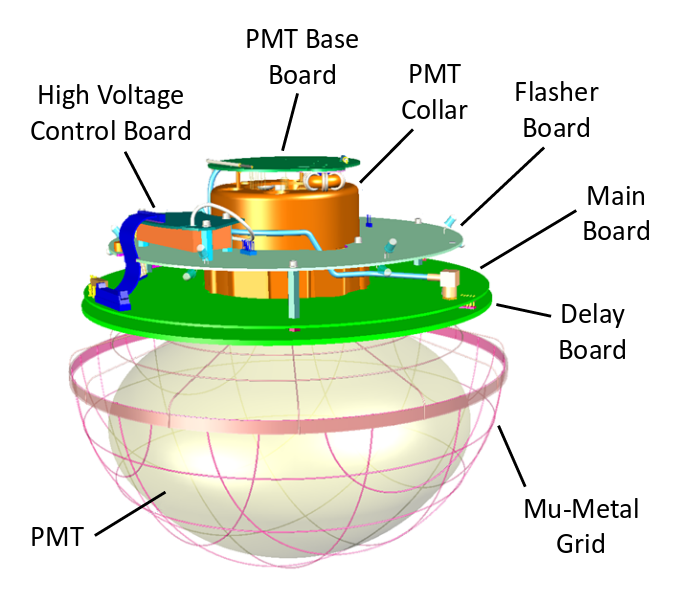 PMT Base
Board
PMT
Collar
High Voltage
Control Board
Flasher
Board
Main
Board
Delay
Board
Mu-Metal
Grid
PMT